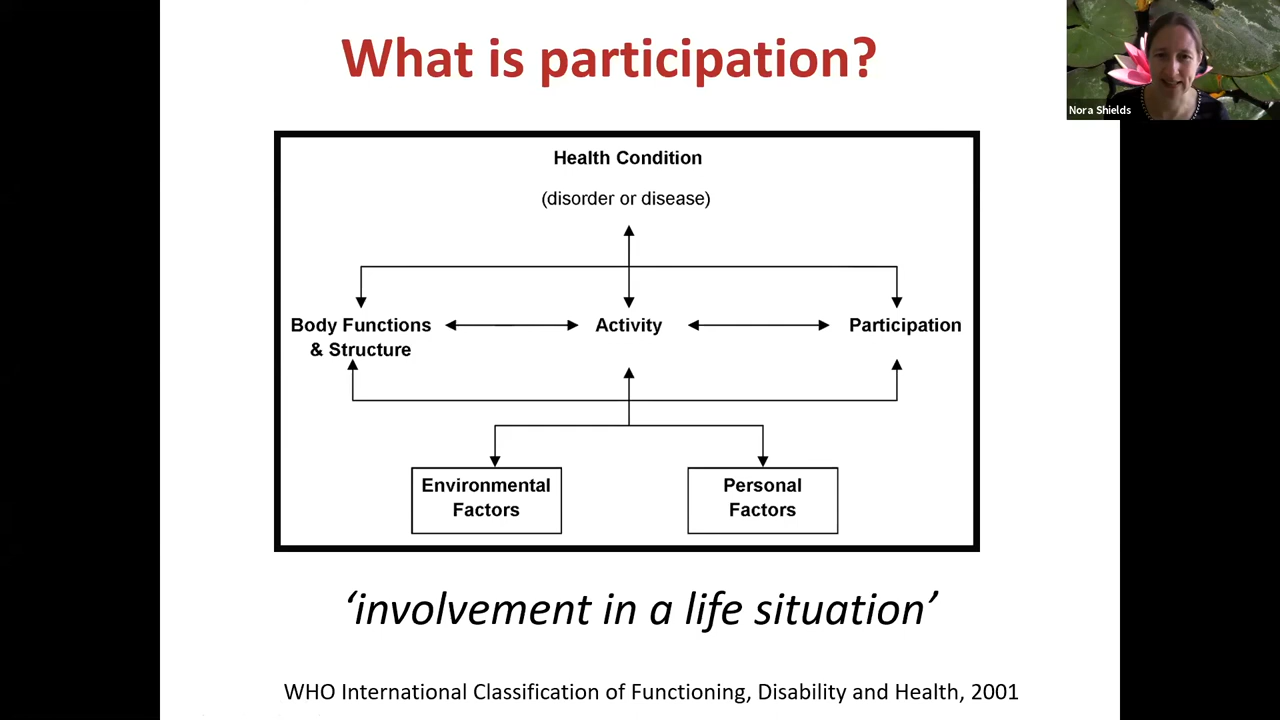 What is participation?
Nora Shields
Health Condition
(disorder or disease)
Body Functions
& Structure
Activity
Participation
Environmental
Factors
Personal
Factors
‘involvement in a life situation’
WHO International Classification of Functioning, Disability and Health, 2001